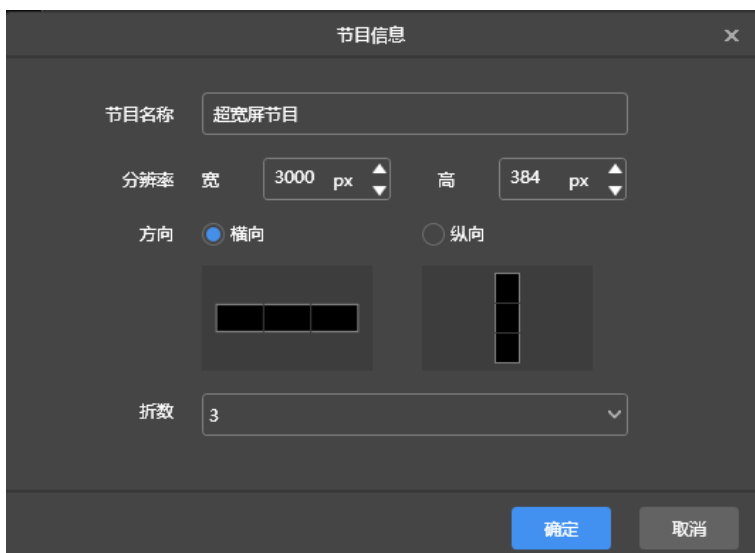 节目信息
节目名称 超宽屏节目
分辨率 宽 3000 px 高 384 px
方向 横向 纵向
折数 3
确定 取消